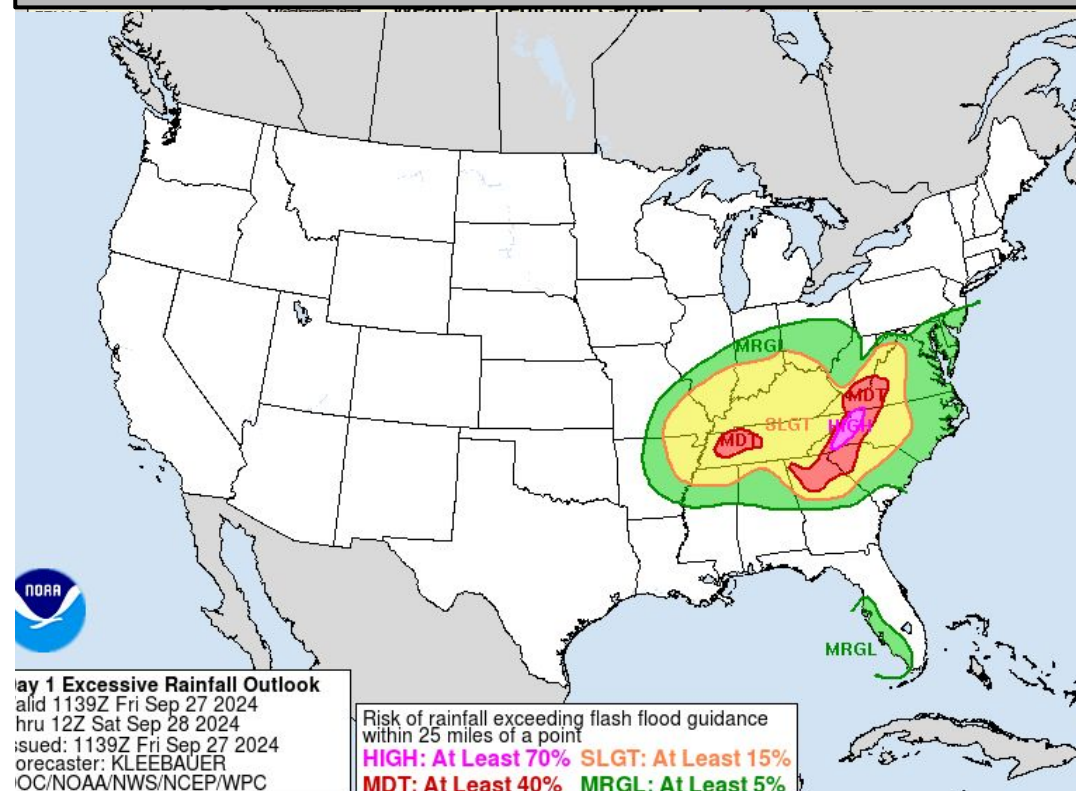 MRGL
MDT
SLGT
HIGH
MDT
MRGL
NOAA
ay 1 Excessive Rainfall Outlook
alid 1139Z Fri Sep 27 2024
hru 12Z Sat Sep 28 2024
ssued: 1139Z Fri Sep 27 2024
orecaster: KLEEBAUER
OC/NOAA/NWS/NCEP/WPC
Risk of rainfall exceeding flash flood guidance
within 25 miles of a point
HIGH: At Least 70% SLGT: At Least 15%
MDT: At Least 40% MRGL: At Least 5%